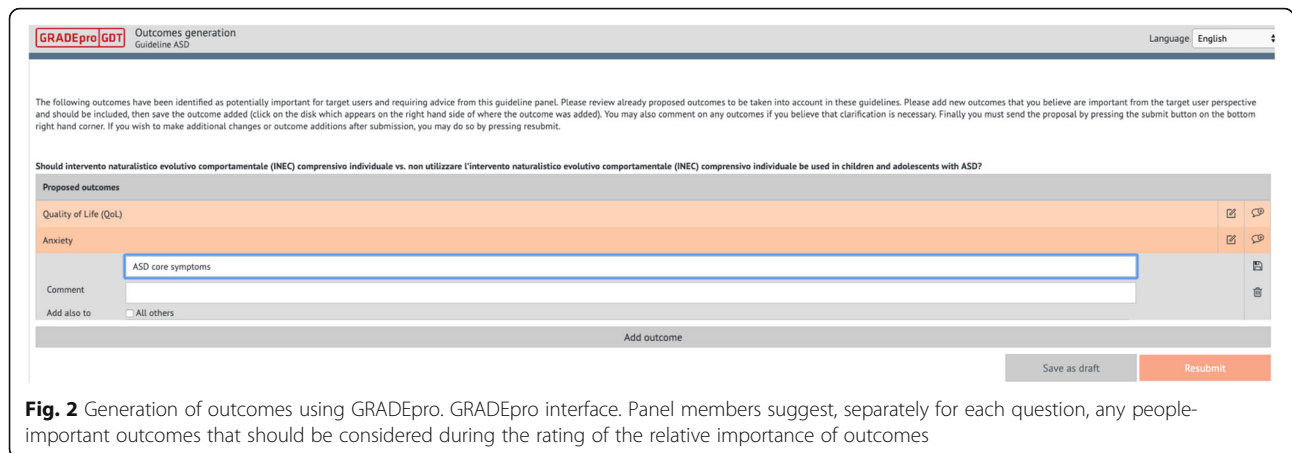 GRADEpro GDT
Outcomes generation
Guideline ASD
Language English
The following outcomes have been identified as potentially important for target users and requiring advice from this guideline panel. Please review already proposed outcomes to be taken into account in these guidelines. Please add new outcomes that you believe are important from the target user perspective
and should be included, then save the outcome added (click on the disk which appears on the right hand side of where the outcome was added). You may also comment on any outcomes if you believe that clarification is necessary. Finally you must send the proposal by pressing the submit button on the bottom
right hand corner. If you wish to make additional changes or outcome additions after submission, you may do so by pressing resubmit.
Should intervento naturalistico evolutivo comportamentale (INEC) comprensivo individuale vs. non utilizzare l'intervento naturalistico evolutivo comportamentale (INEC) comprensivo individuale be used in children and adolescents with ASD?
Proposed outcomes
Quality of Life (QoL)
Anxiety
ASD core symptoms
Comment
Add also to All others
Add outcome
Save as draft Resubmit
Fig. 2 Generation of outcomes using GRADEpro. GRADEpro interface. Panel members suggest, separately for each question, any people-
important outcomes that should be considered during the rating of the relative importance of outcomes